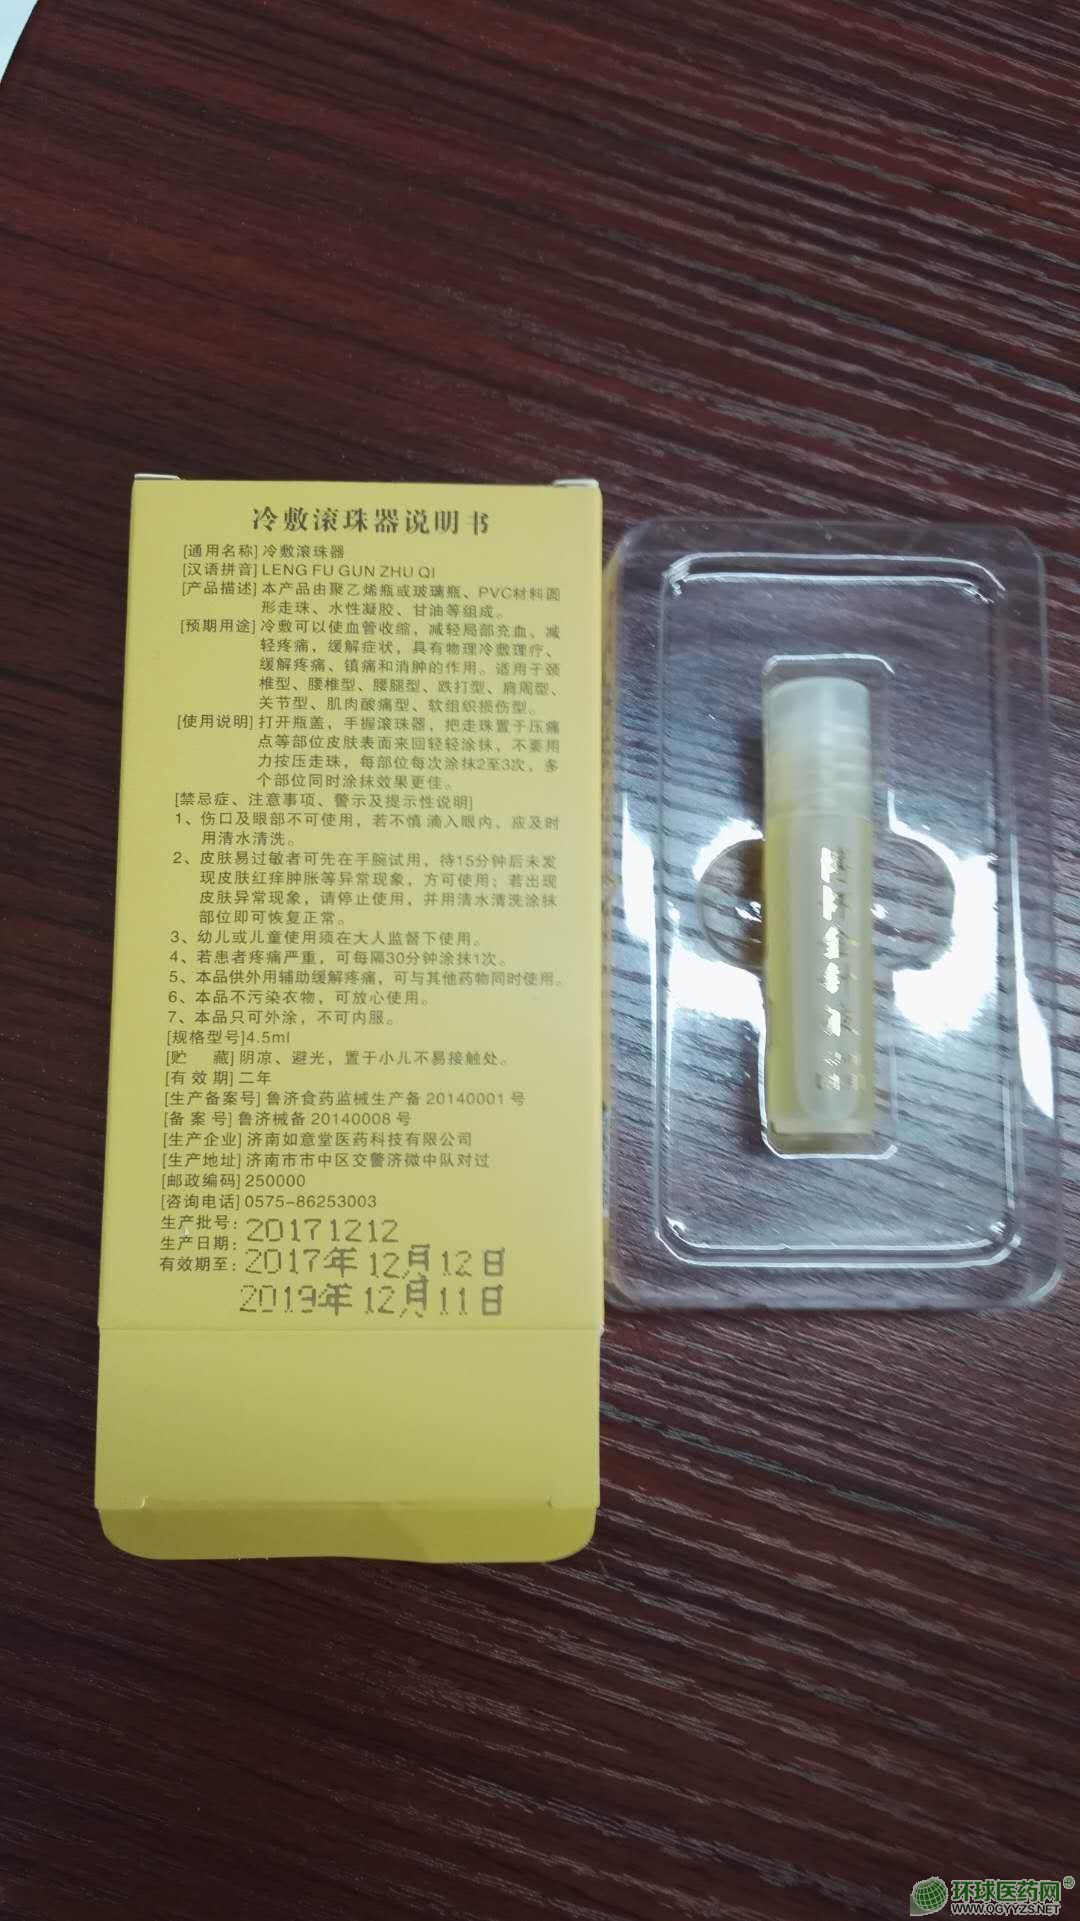 冷敷滚珠器说明书
[通用名称] 冷敷滚珠器
[汉语拼音] LENG FU GUN ZHU QI
[产品描述] 本产品由聚乙烯瓶或玻璃瓶、PVC材料圆
形走珠、水性凝胶、甘油等组成。
[预期用途] 冷敷可以使血管收缩，减轻局部充血、减
轻疼痛，缓解症状，具有物理冷敷理疗、
缓解疼痛、镇痛和消肿的作用。适用于颈
椎型、腰椎型、腰腿型、跌打型、肩周型、
关节型、肌肉酸痛型、软组织损伤型。
[使用说明] 打开瓶盖，手握滚珠器，把走珠置于压痛
点等部位皮肤表面来回轻轻涂抹，不要用
力按压走珠，每部位每次涂抹2至3次，多
个部位同时涂抹效果更佳。
[禁忌症、注意事项、警示及提示性说明]
1、伤口及眼部不可使用，若不慎 滴入眼内，应及时
用清水清洗。
2、皮肤易过敏者可先在手腕试用，待15分钟后未发
现皮肤红痒肿胀等异常现象，方可使用；若出现
皮肤异常现象，请停止使用，并用清水清洗涂抹
部位即可恢复正常。
3、幼儿或儿童使用须在大人监督下使用。
4、若患者疼痛严重，可每隔30分钟涂抹1次。
5、本品供外用辅助缓解疼痛，可与其他药物同时使用。
6、本品不污染衣物，可放心使用。
7、本品只可外涂，不可内服。
[规格型号]4.5ml
[贮 藏] 阴凉、避光，置于小儿不易接触处。
[有 效 期] 二年
[生产备案号] 鲁济食药监械生产备 20140001 号
[备 案 号] 鲁济械备 20140008 号
[生产企业] 济南如意堂医药科技有限公司
[生产地址] 济南市市中区交警济微中队对过
[邮政编码] 250000
[咨询电话] 0575-86253003
生产批号：20171212
生产日期：2017年12月12日
有效期至：2019年12月11日
环球医药网®
WWW.QGYYZS.NET